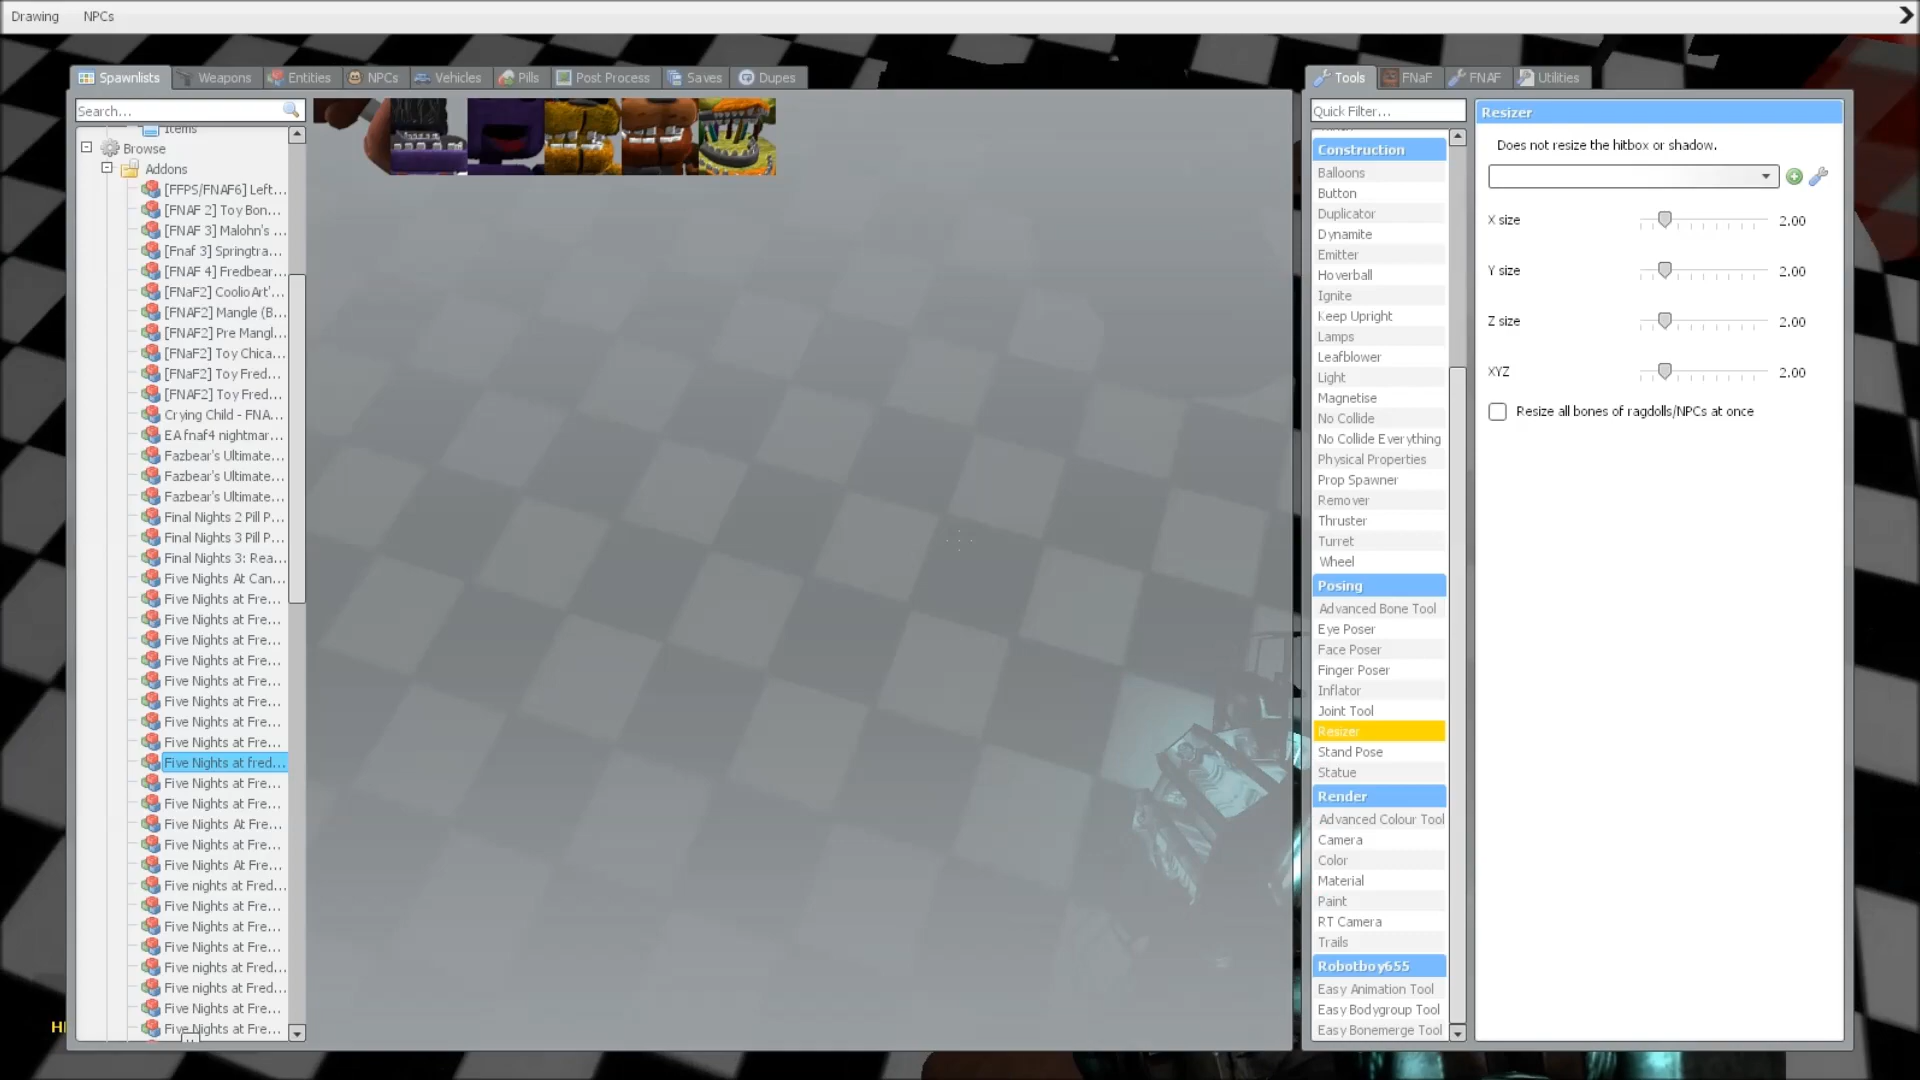 Drawing NPCs
Spawnlists Weapons Entities NPCs Vehicles Pills Post Process Saves Dupes
Search...
Items
Browse
Addons
[FFPS/FNAF6] Left...
[FNAF 2] Toy Bon...
[FNAF 3] Malohn's ...
[Fnaf 3] Springtra...
[FNAF 4] Fredbear...
[FNaF2] CoolioArt'...
[FNAF2] Mangle (B...
[FNAF2] Pre Mangl...
[FNaF2] Toy Chica...
[FNaF2] Toy Fred...
[FNAF2] Toy Fred...
Crying Child - FNA...
EA fnaf4 nightmar...
Fazbear's Ultimate...
Fazbear's Ultimate...
Fazbear's Ultimate...
Final Nights 2 Pill P...
Final Nights 3 Pill P...
Final Nights 3: Rea...
Five Nights At Can...
Five Nights at Fre...
Five Nights at Fre...
Five Nights at Fre...
Five Nights at Fre...
Five Nights at Fre...
Five Nights at Fre...
Five Nights at Fre...
Five Nights at Fre...
Five Nights at fred...
Five Nights at Fre...
Five Nights at Fre...
Five Nights At Fre...
Five Nights at Fre...
Five Nights At Fre...
Five nights at Fred...
Five Nights at Fre...
Five Nights at Fre...
Five Nights at Fre...
Five nights at Fred...
Five nights at Fred...
Five Nights at Fre...
Five Nights at Fre...
Tools FNaF FNAF Utilities
Quick Filter...
Construction
Balloons
Button
Duplicator
Dynamite
Emitter
Hoverball
Ignite
Keep Upright
Lamps
Leafblower
Light
Magnetise
No Collide
No Collide Everything
Physical Properties
Prop Spawner
Remover
Thruster
Turret
Wheel
Posing
Advanced Bone Tool
Eye Poser
Face Poser
Finger Poser
Inflator
Joint Tool
Resizer
Stand Pose
Statue
Render
Advanced Colour Tool
Camera
Color
Material
Paint
RT Camera
Trails
Robotboy655
Easy Animation Tool
Easy Bodygroup Tool
Easy Bonemerge Tool
Resizer
Does not resize the hitbox or shadow.
X size 2.00
Y size 2.00
Z size 2.00
XYZ 2.00
Resize all bones of ragdolls/NPCs at once